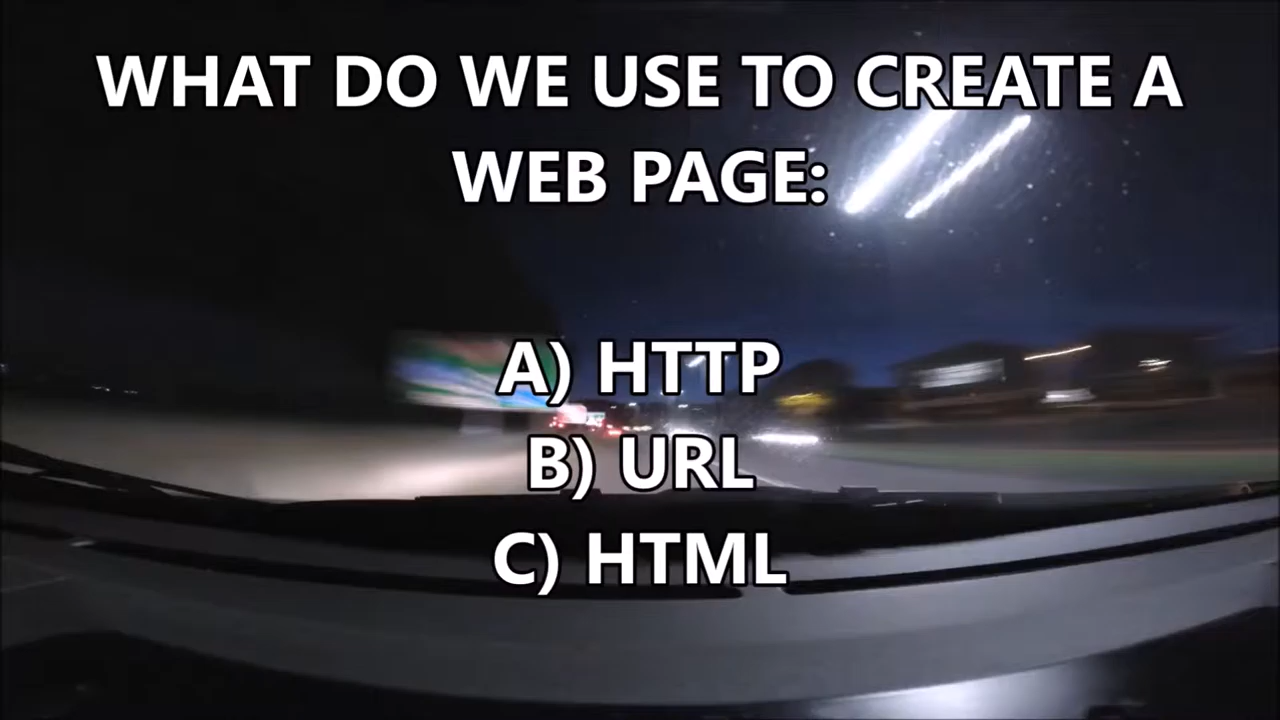 WHAT DO WE USE TO CREATE A
WEB PAGE:
A) HTTP
B) URL
C) HTML